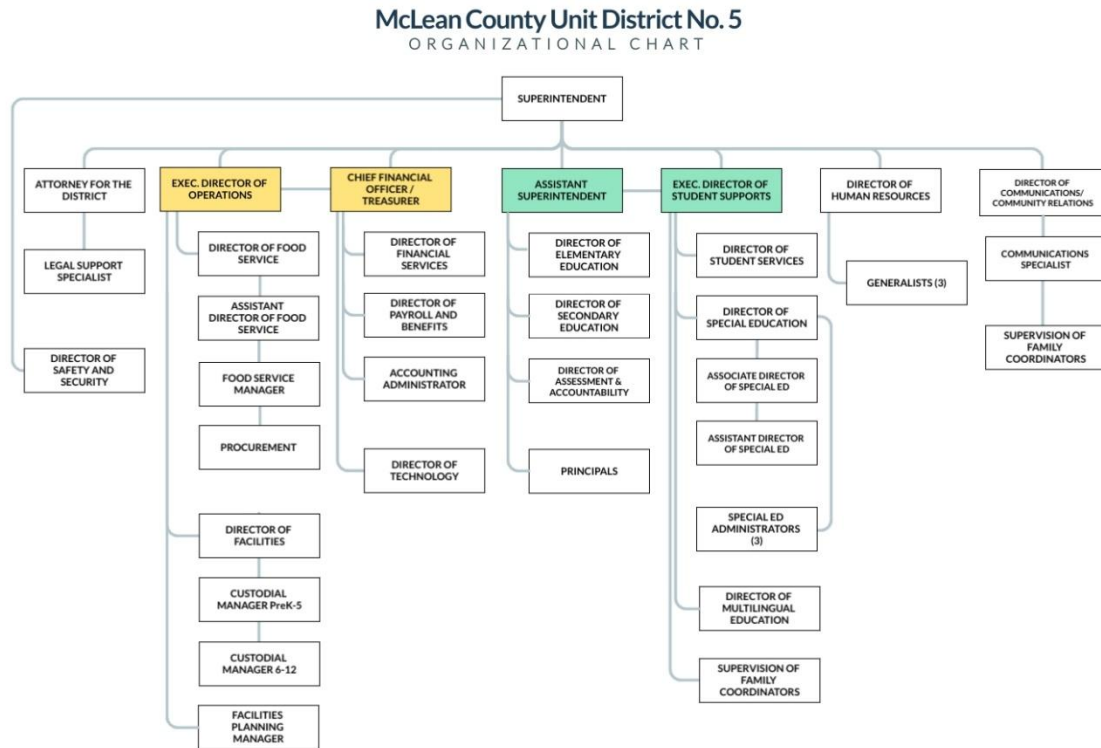 McLean County Unit District No. 5
ORGANIZATIONAL CHART
SUPERINTENDENT
ATTORNEY FOR THE
DISTRICT
LEGAL SUPPORT
SPECIALIST
DIRECTOR OF
SAFETY AND
SECURITY
EXEC. DIRECTOR OF
OPERATIONS
DIRECTOR OF FOOD
SERVICE
ASSISTANT
DIRECTOR OF FOOD
SERVICE
FOOD SERVICE
MANAGER
PROCUREMENT
DIRECTOR OF
FACILITIES
CUSTODIAL
MANAGER PreK-5
CUSTODIAL
MANAGER 6-12
FACILITIES
PLANNING
MANAGER
CHIEF FINANCIAL
OFFICER /
TREASURER
DIRECTOR OF
FINANCIAL
SERVICES
DIRECTOR OF
PAYROLL AND
BENEFITS
ACCOUNTING
ADMINISTRATOR
DIRECTOR OF
TECHNOLOGY
ASSISTANT
SUPERINTENDENT
DIRECTOR OF
ELEMENTARY
EDUCATION
DIRECTOR OF
SECONDARY
EDUCATION
DIRECTOR OF
ASSESSMENT &
ACCOUNTABILITY
PRINCIPALS
EXEC. DIRECTOR OF
STUDENT SUPPORTS
DIRECTOR OF
STUDENT SERVICES
DIRECTOR OF
SPECIAL EDUCATION
ASSOCIATE DIRECTOR
OF SPECIAL ED
ASSISTANT DIRECTOR
OF SPECIAL ED
SPECIAL ED
ADMINISTRATORS
(3)
DIRECTOR OF
MULTILINGUAL
EDUCATION
SUPERVISION OF
FAMILY
COORDINATORS
DIRECTOR OF
HUMAN RESOURCES
GENERALISTS (3)
DIRECTOR OF
COMMUNICATIONS/
COMMUNITY RELATIONS
COMMUNICATIONS
SPECIALIST
SUPERVISION OF
FAMILY
COORDINATORS